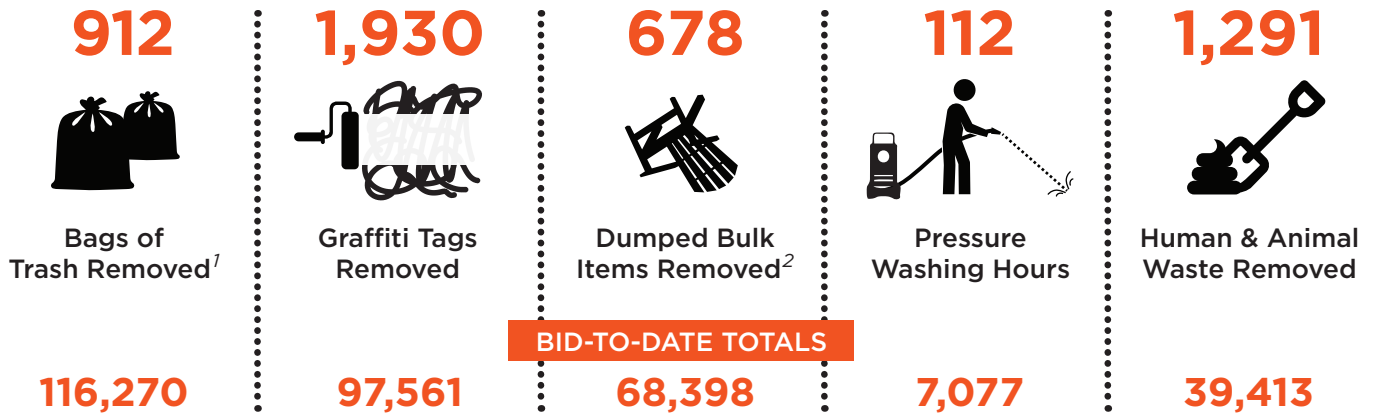 912
1,930
678
112
1,291
Bags of
Trash Removed1
Graffiti Tags
Removed
Dumped Bulk
Items Removed2
Pressure
Washing Hours
Human & Animal
Waste Removed
BID-TO-DATE TOTALS
116,270
97,561
68,398
7,077
39,413